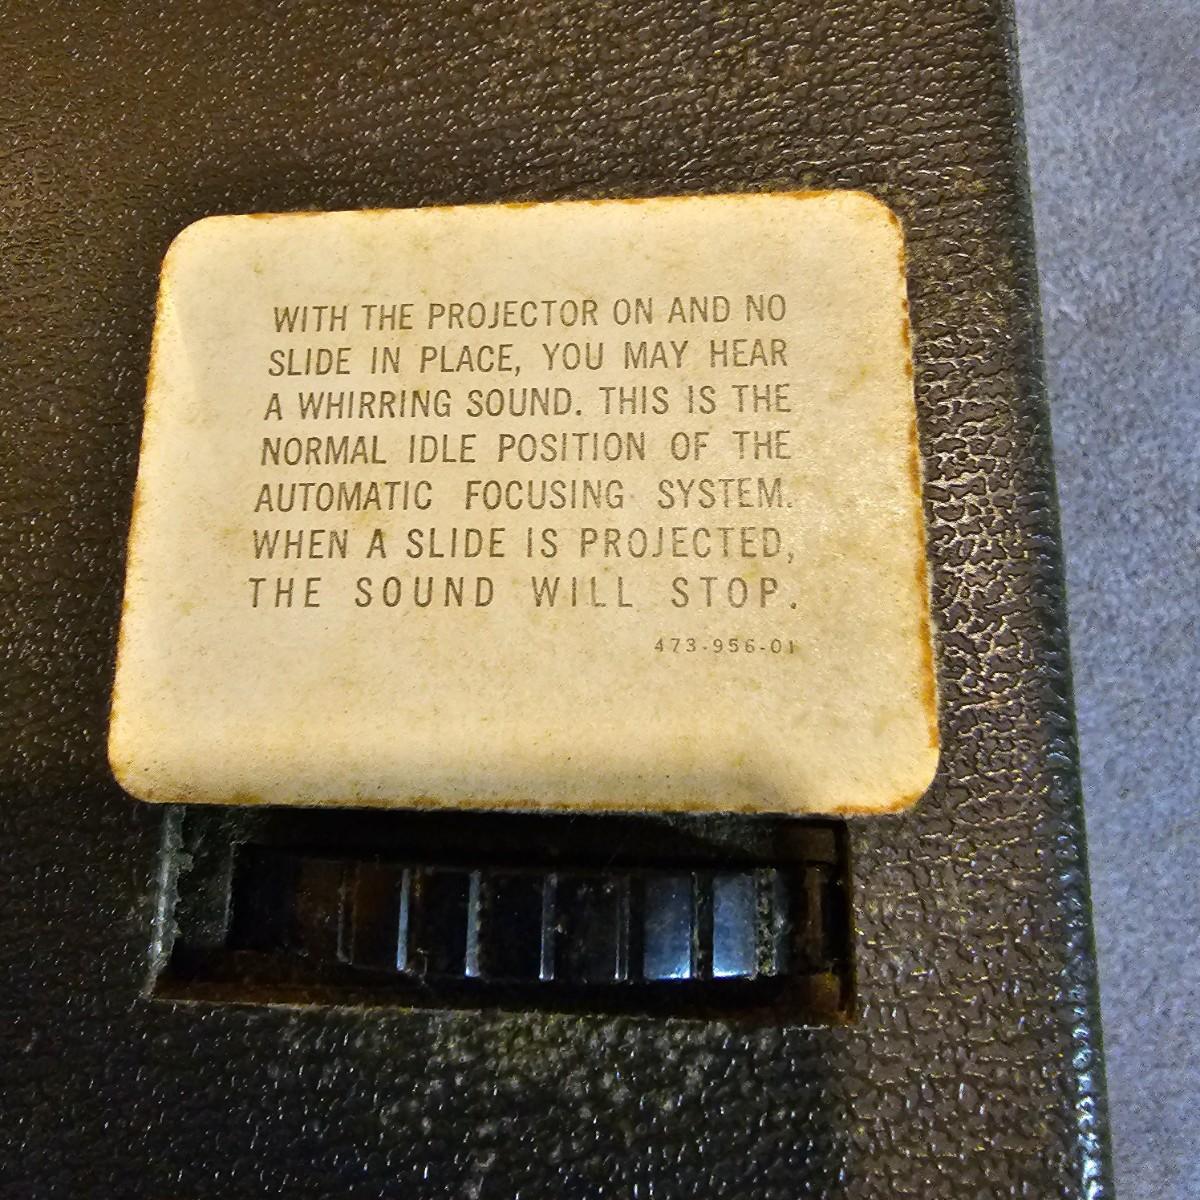 WITH THE PROJECTOR ON AND NO
SLIDE IN PLACE, YOU MAY HEAR
A WHIRRING SOUND. THIS IS THE
NORMAL IDLE POSITION OF THE
AUTOMATIC FOCUSING SYSTEM.
WHEN A SLIDE IS PROJECTED,
THE SOUND WILL STOP.
473-956-01